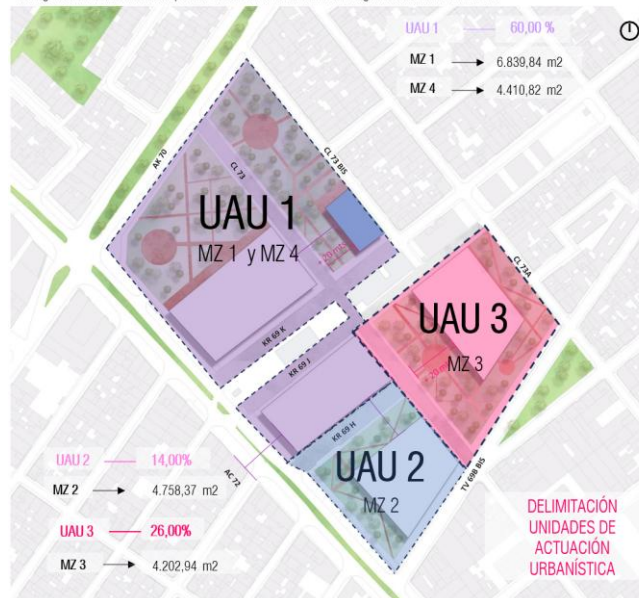 UAU 1 60,00 %
MZ 1 6.839,84 m2
MZ 4 4.410,82 m2
AK 70
CL 73
CL 73 BIS
UAU 1
MZ 1 y MZ 4
20 m
CL 73A
UAU 3
MZ 3
20 m
KR 69 K
KR 69 J
KR 69 H
UAU 2
MZ 2
TV 69B BIS
AC 72
UAU 2 14,00%
MZ 2 4.758,37 m2
UAU 3 26,00%
MZ 3 4.202,94 m2
DELIMITACIÓN
UNIDADES DE
ACTUACIÓN
URBANÍSTICA